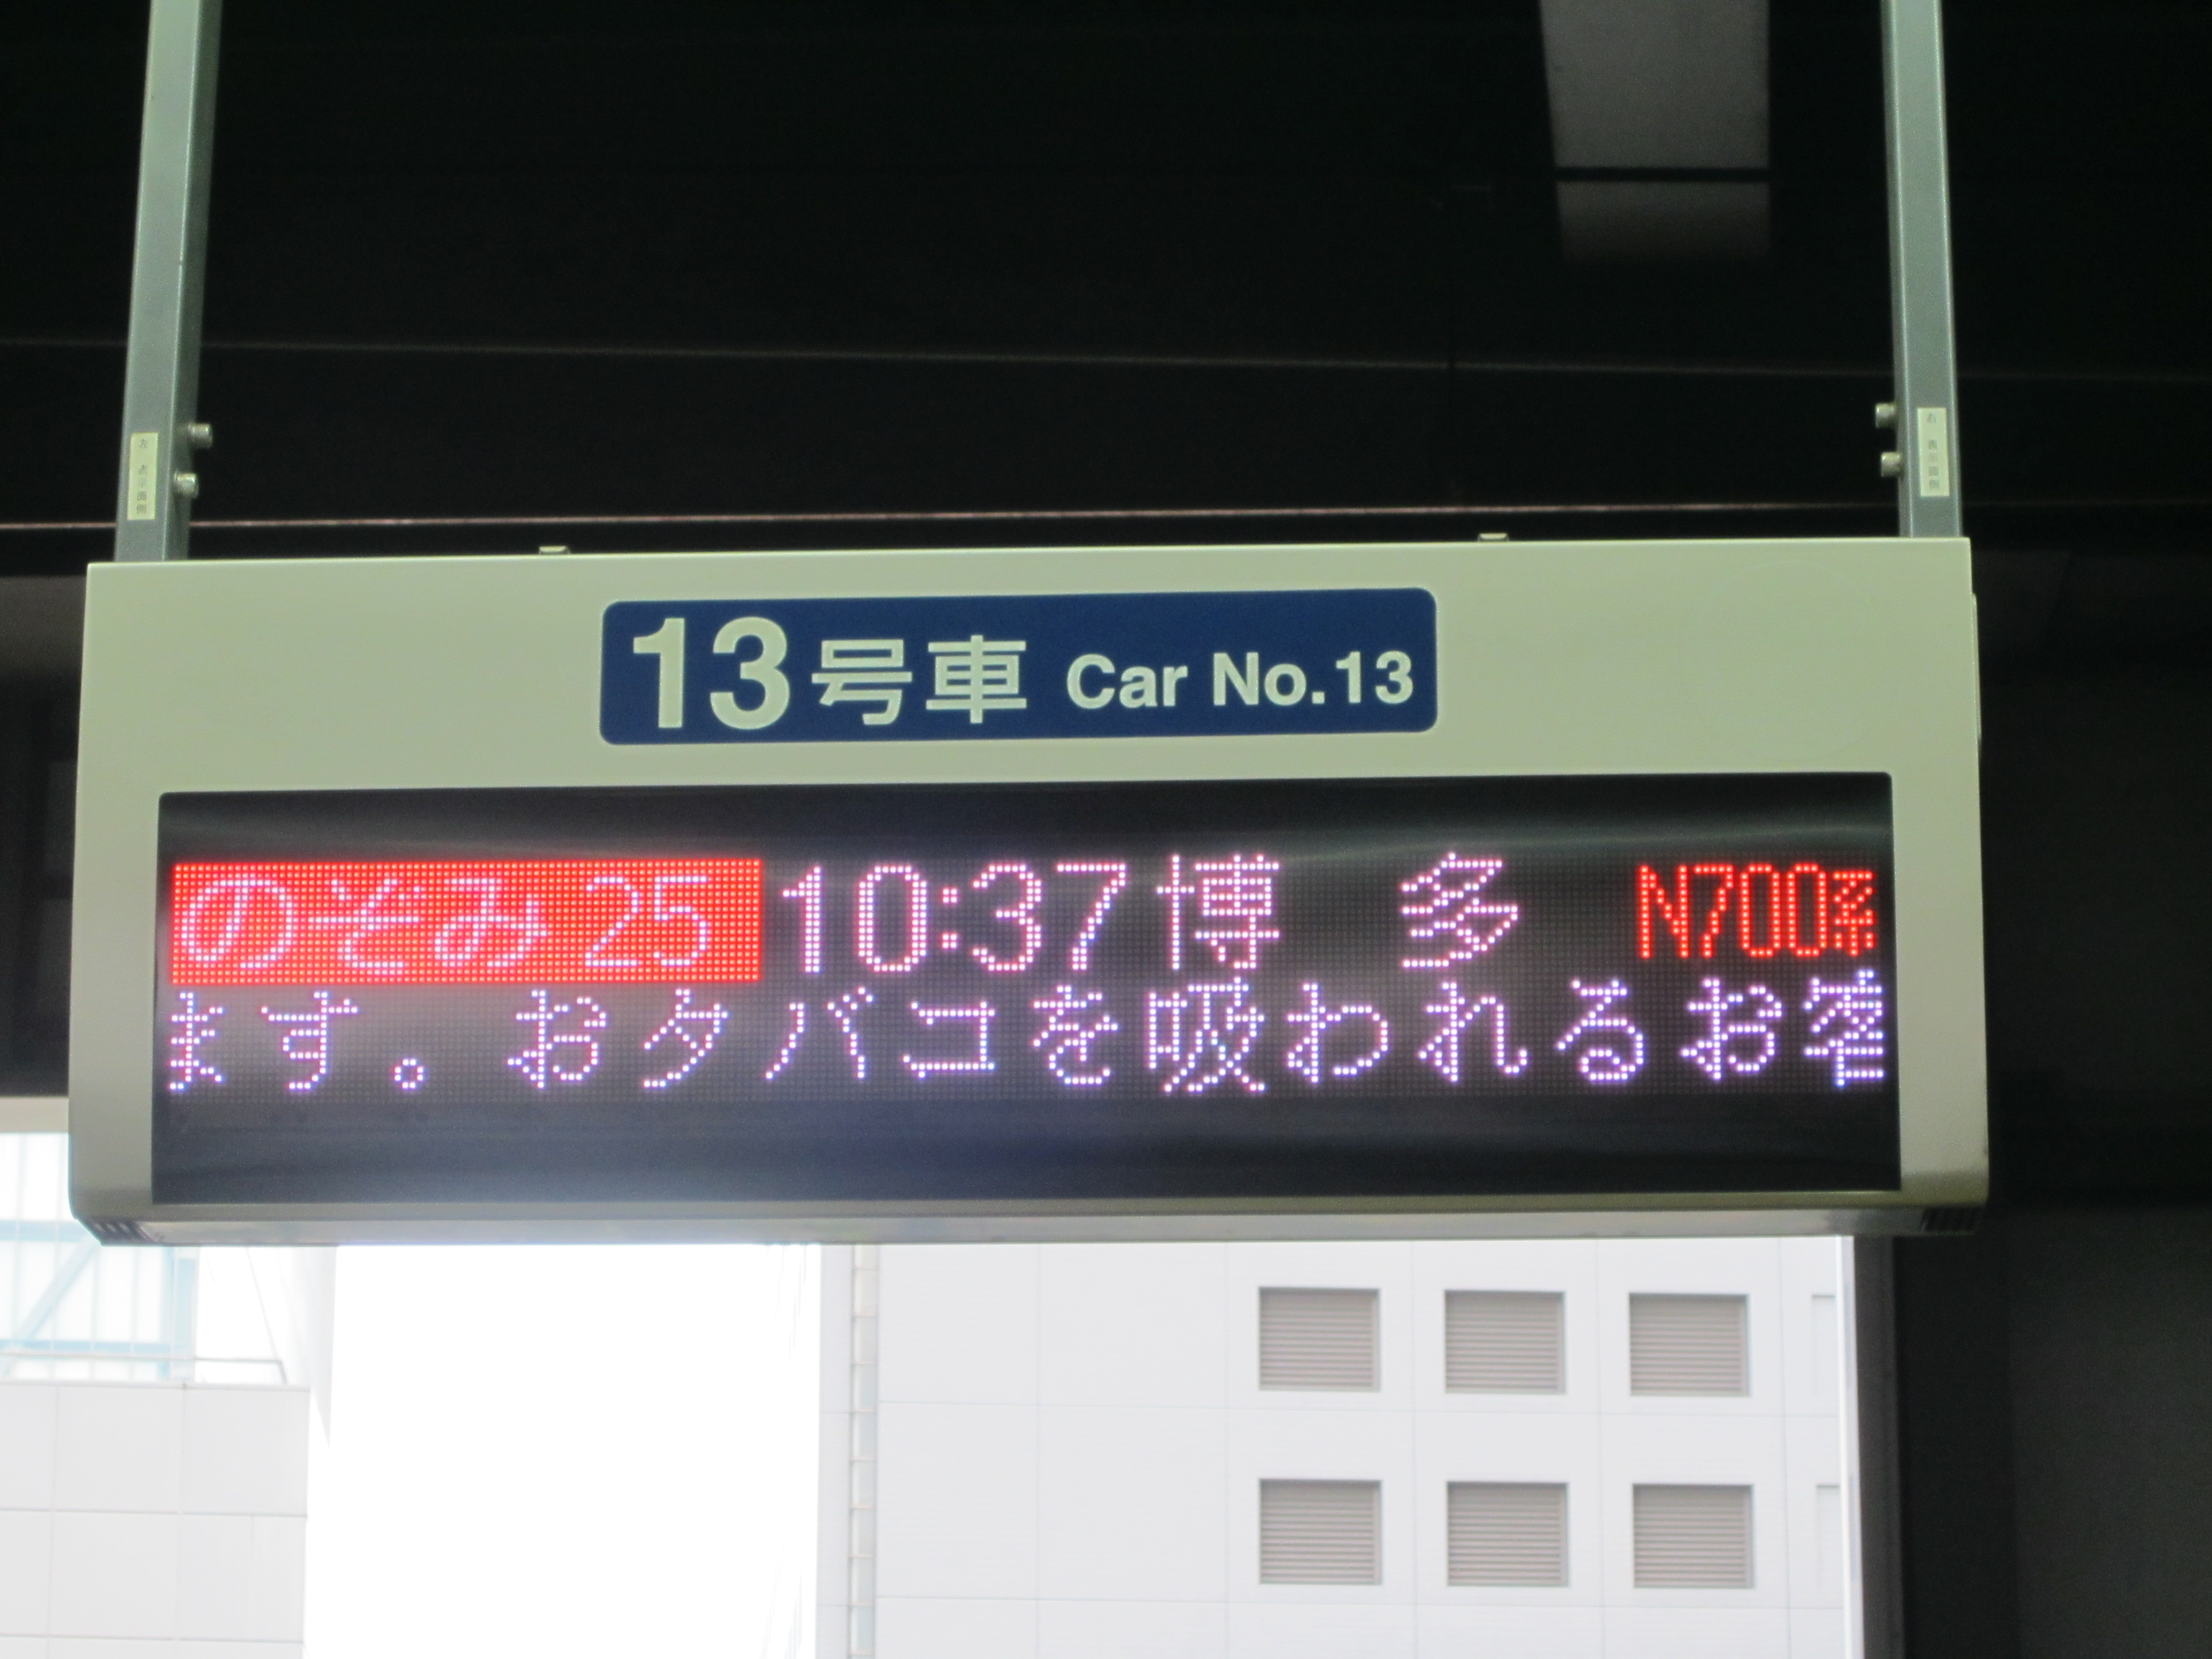 13号車 Car No.13
のぞみ 25 10:37 博 多 N700系
ます。おタバコを吸われるお客